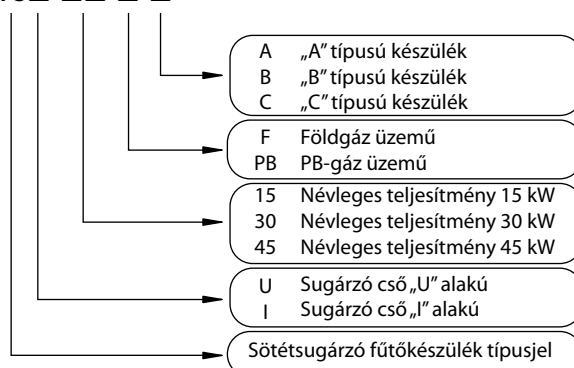 A „A” típusú készülék
B „B” típusú készülék
C „C” típusú készülék
F Földgáz üzemű
PB PB-gáz üzemű
15 Névleges teljesítmény 15 kW
30 Névleges teljesítmény 30 kW
45 Névleges teljesítmény 45 kW
U Sugárzó cső „U” alakú
I Sugárzó cső „I” alakú
Sötétsugárzó fűtőkészülék típusjel